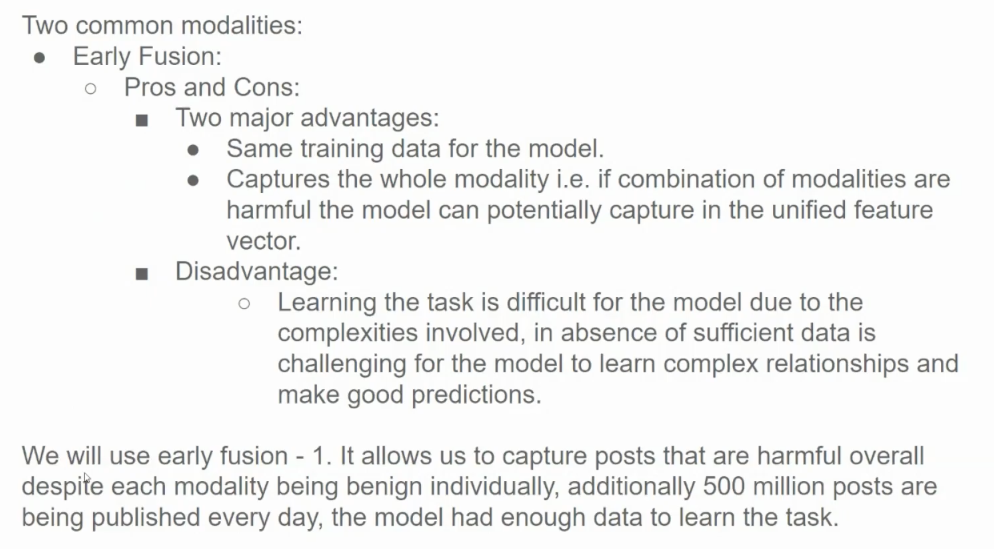 Two common modalities:
● Early Fusion:
○ Pros and Cons:
■ Two major advantages:
● Same training data for the model.
● Captures the whole modality i.e. if combination of modalities are
harmful the model can potentially capture in the unified feature
vector.
■ Disadvantage:
○ Learning the task is difficult for the model due to the
complexities involved, in absence of sufficient data is
challenging for the model to learn complex relationships and
make good predictions.
We will use early fusion - 1. It allows us to capture posts that are harmful overall
despite each modality being benign individually, additionally 500 million posts are
being published every day, the model had enough data to learn the task.